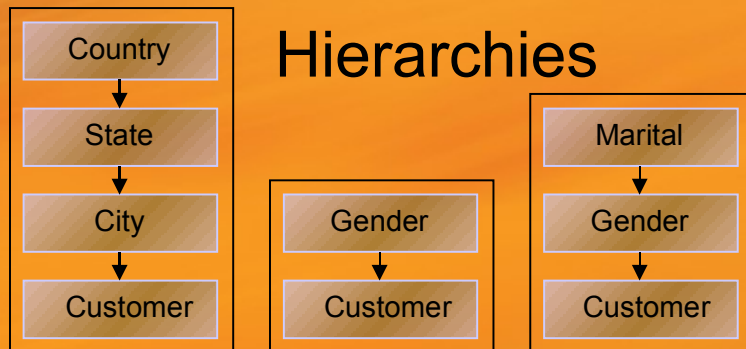 Hierarchies
Country
State
City
Customer
Gender
Customer
Marital
Gender
Customer